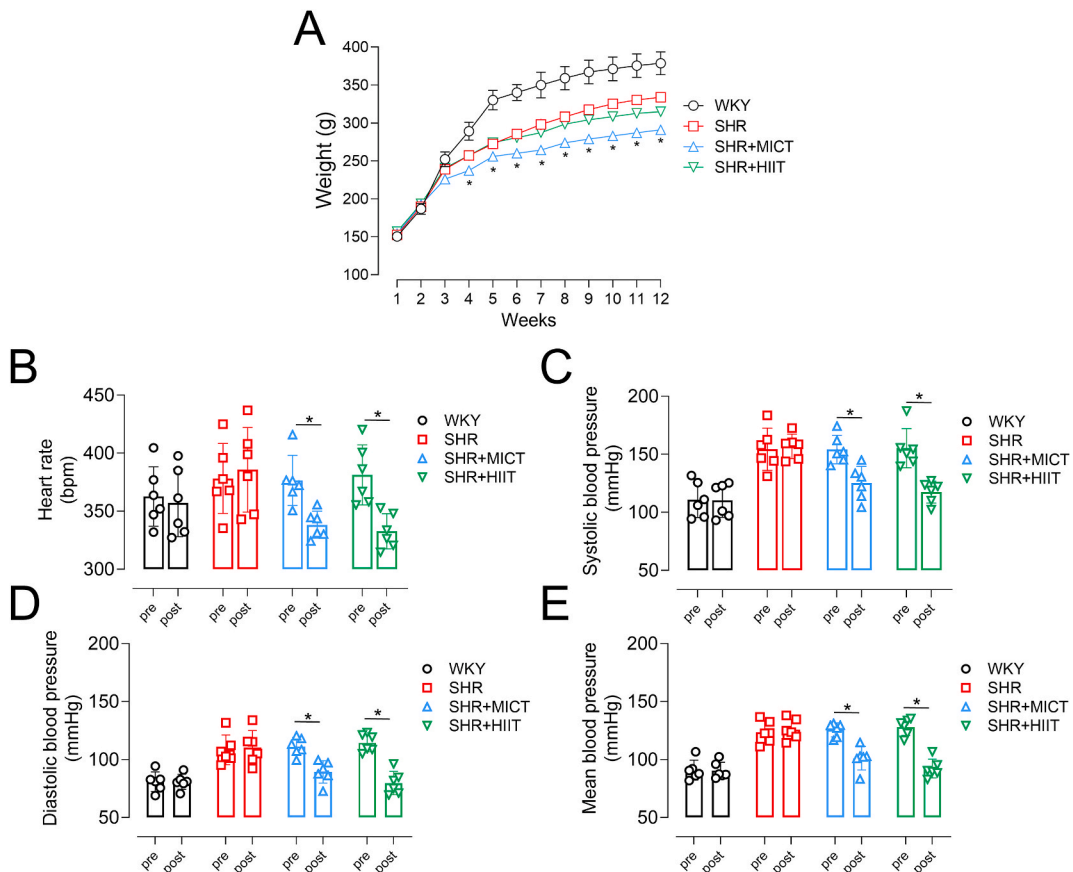 A
400
350
300
250
200
150
100
Weight (g)
1 2 3 4 5 6 7 8 9 10 11 12
Weeks
WKY
SHR
SHR+MICT
SHR+HIIT
* * * * * * * * *
B
450
400
350
300
Heart rate
(bpm)
* *
pre post pre post pre post pre post
WKY
SHR
SHR+MICT
SHR+HIIT
C
200
150
100
50
Systolic blood pressure
(mmHg)
* *
pre post pre post pre post pre post
WKY
SHR
SHR+MICT
SHR+HIIT
D
200
150
100
50
Diastolic blood pressure
(mmHg)
* *
pre post pre post pre post pre post
WKY
SHR
SHR+MICT
SHR+HIIT
E
200
150
100
50
Mean blood pressure
(mmHg)
* *
pre post pre post pre post pre post
WKY
SHR
SHR+MICT
SHR+HIIT